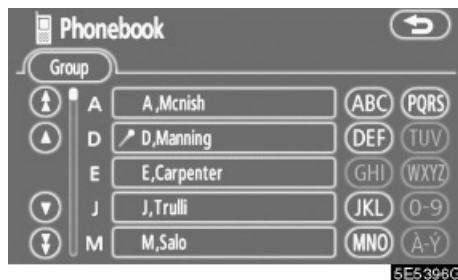 Phonebook
Group
A A,Mcnish ABC PQRS
D D,Manning DEF TUV
E E,Carpenter GHI WXYZ
J J,Trulli JKL 0-9
M M,Salo MNO À-Ý
5E5396G